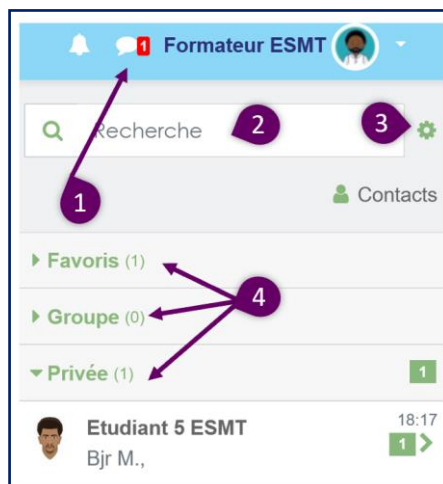 1 Formateur ESMT
Recherche 2 3
1
Contacts
Favoris (1)
4
Groupe (0)
Privée (1) 1
Etudiant 5 ESMT 18:17
Bjr M., 1